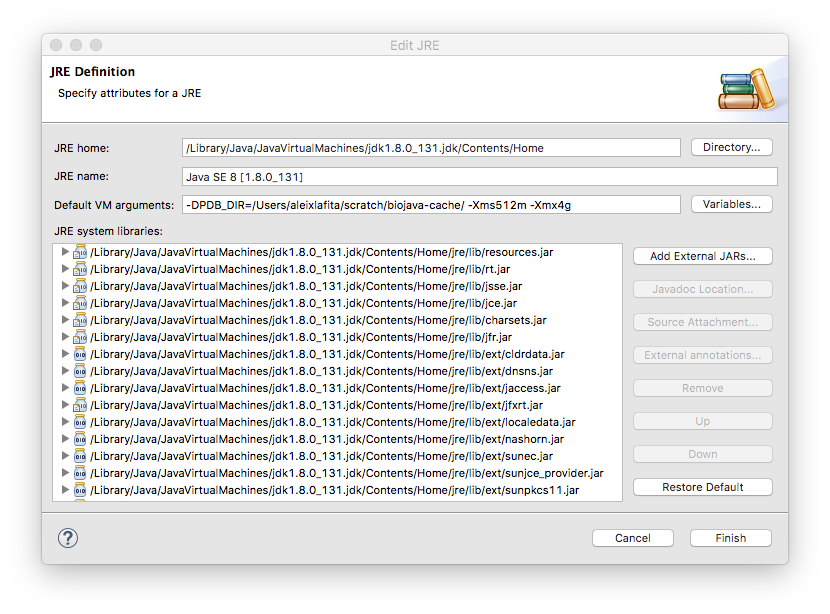 Edit JRE
JRE Definition
Specify attributes for a JRE
JRE home: /Library/Java/JavaVirtualMachines/jdk1.8.0_131.jdk/Contents/Home Directory...
JRE name: Java SE 8 [1.8.0_131]
Default VM arguments: -DPDB_DIR=/Users/aleixlafita/scratch/biojava-cache/ -Xms512m -Xmx4g Variables...
JRE system libraries:
/Library/Java/JavaVirtualMachines/jdk1.8.0_131.jdk/Contents/Home/jre/lib/resources.jar
/Library/Java/JavaVirtualMachines/jdk1.8.0_131.jdk/Contents/Home/jre/lib/rt.jar
/Library/Java/JavaVirtualMachines/jdk1.8.0_131.jdk/Contents/Home/jre/lib/jsse.jar
/Library/Java/JavaVirtualMachines/jdk1.8.0_131.jdk/Contents/Home/jre/lib/jce.jar
/Library/Java/JavaVirtualMachines/jdk1.8.0_131.jdk/Contents/Home/jre/lib/charsets.jar
/Library/Java/JavaVirtualMachines/jdk1.8.0_131.jdk/Contents/Home/jre/lib/jfr.jar
/Library/Java/JavaVirtualMachines/jdk1.8.0_131.jdk/Contents/Home/jre/lib/ext/cldrdata.jar
/Library/Java/JavaVirtualMachines/jdk1.8.0_131.jdk/Contents/Home/jre/lib/ext/dnsns.jar
/Library/Java/JavaVirtualMachines/jdk1.8.0_131.jdk/Contents/Home/jre/lib/ext/jaccess.jar
/Library/Java/JavaVirtualMachines/jdk1.8.0_131.jdk/Contents/Home/jre/lib/ext/jfxrt.jar
/Library/Java/JavaVirtualMachines/jdk1.8.0_131.jdk/Contents/Home/jre/lib/ext/localedata.jar
/Library/Java/JavaVirtualMachines/jdk1.8.0_131.jdk/Contents/Home/jre/lib/ext/nashorn.jar
/Library/Java/JavaVirtualMachines/jdk1.8.0_131.jdk/Contents/Home/jre/lib/ext/sunec.jar
/Library/Java/JavaVirtualMachines/jdk1.8.0_131.jdk/Contents/Home/jre/lib/ext/sunjce_provider.jar
/Library/Java/JavaVirtualMachines/jdk1.8.0_131.jdk/Contents/Home/jre/lib/ext/sunpkcs11.jar
Add External JARs...
Javadoc Location...
Source Attachment...
External annotations...
Remove
Up
Down
Restore Default
?
Cancel
Finish